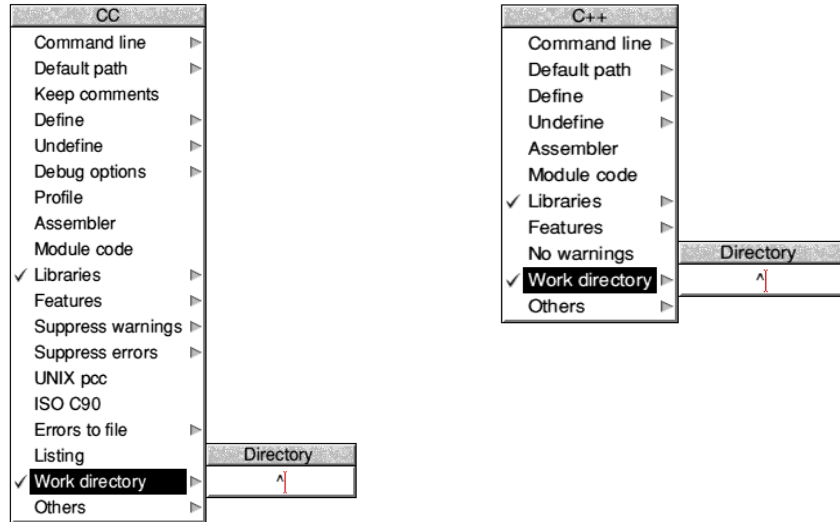 CC
Command line
Default path
Keep comments
Define
Undefine
Debug options
Profile
Assembler
Module code
✓ Libraries
Features
Suppress warnings
Suppress errors
UNIX pcc
ISO C90
Errors to file
Listing
✓ Work directory
Others
Directory
^
C++
Command line
Default path
Define
Undefine
Assembler
Module code
✓ Libraries
Features
No warnings
✓ Work directory
Others
Directory
^